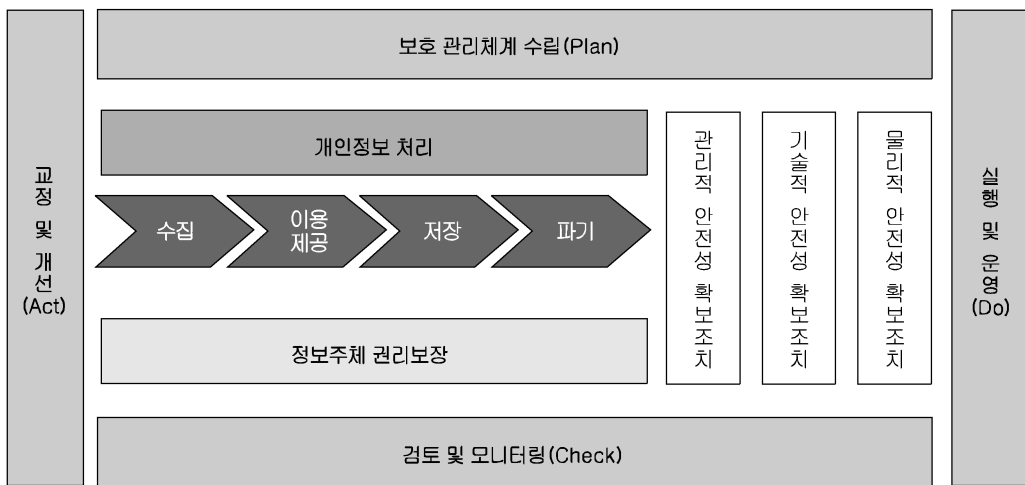 보호 관리체계 수립(Plan)
교정 및 개선
(Act)
개인정보 처리
수집
이용
제공
저장
파기
정보주체 권리보장
관리적 안전성 확보조치
기술적 안전성 확보조치
물리적 안전성 확보조치
실행 및 운영
(Do)
검토 및 모니터링(Check)